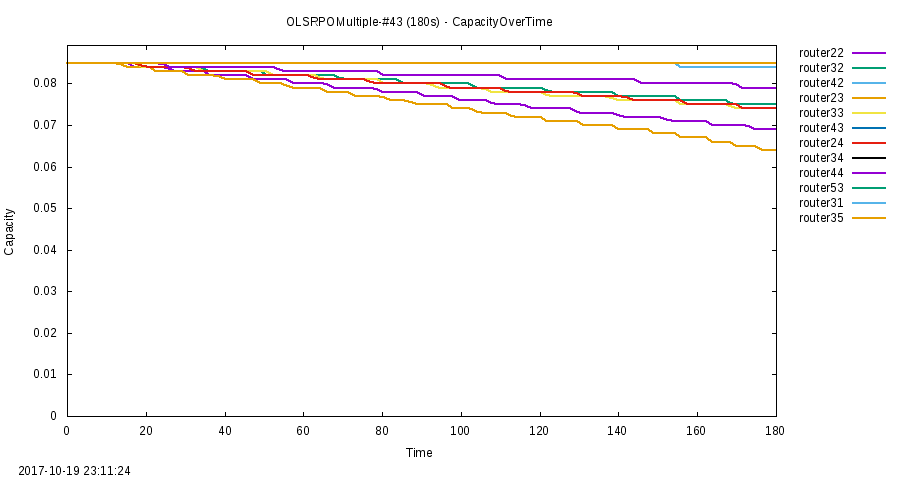 OLSRPOMultiple-#43 (180s) - CapacityOverTime
router22
router32
router42
router23
router33
router43
router24
router34
router44
router53
router31
router35
0.08
0.07
0.06
0.05
0.04
0.03
0.02
0.01
0
Capacity
0 20 40 60 80 100 120 140 160 180
Time
2017-10-19 23:11:24